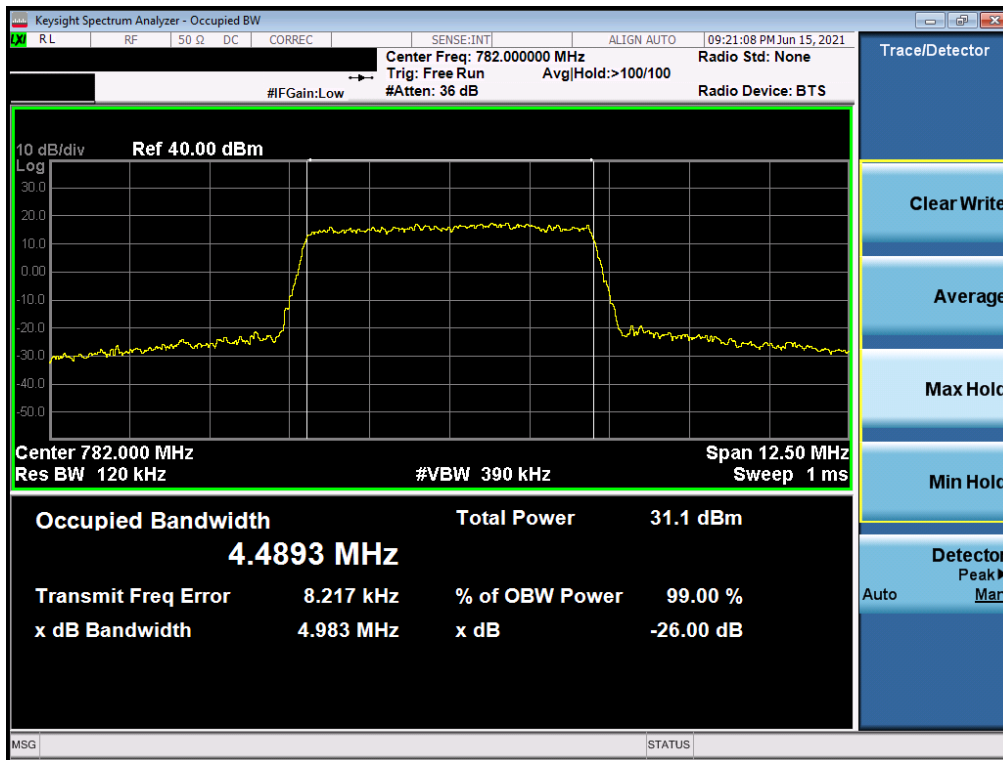 Keysight Spectrum Analyzer - Occupied BW
LXI RL RF 50 Ω DC CORREC SENSE:INT ALIGN AUTO 09:21:08 PM Jun 15, 2021
Center Freq: 782.000000 MHz Radio Std: None
Trig: Free Run Avg|Hold:>100/100
#IFGain:Low #Atten: 36 dB Radio Device: BTS
Trace/Detector
10 dB/div Ref 40.00 dBm
Log
30.0
20.0
10.0
0.00
-10.0
-20.0
-30.0
-40.0
-50.0
Center 782.000 MHz Span 12.50 MHz
Res BW 120 kHz #VBW 390 kHz Sweep 1 ms
Occupied Bandwidth Total Power 31.1 dBm
4.4893 MHz
Transmit Freq Error 8.217 kHz % of OBW Power 99.00 %
x dB Bandwidth 4.983 MHz x dB -26.00 dB
Clear Write
Average
Max Hold
Min Hold
Detector
Peak▶
Auto Man
MSG STATUS